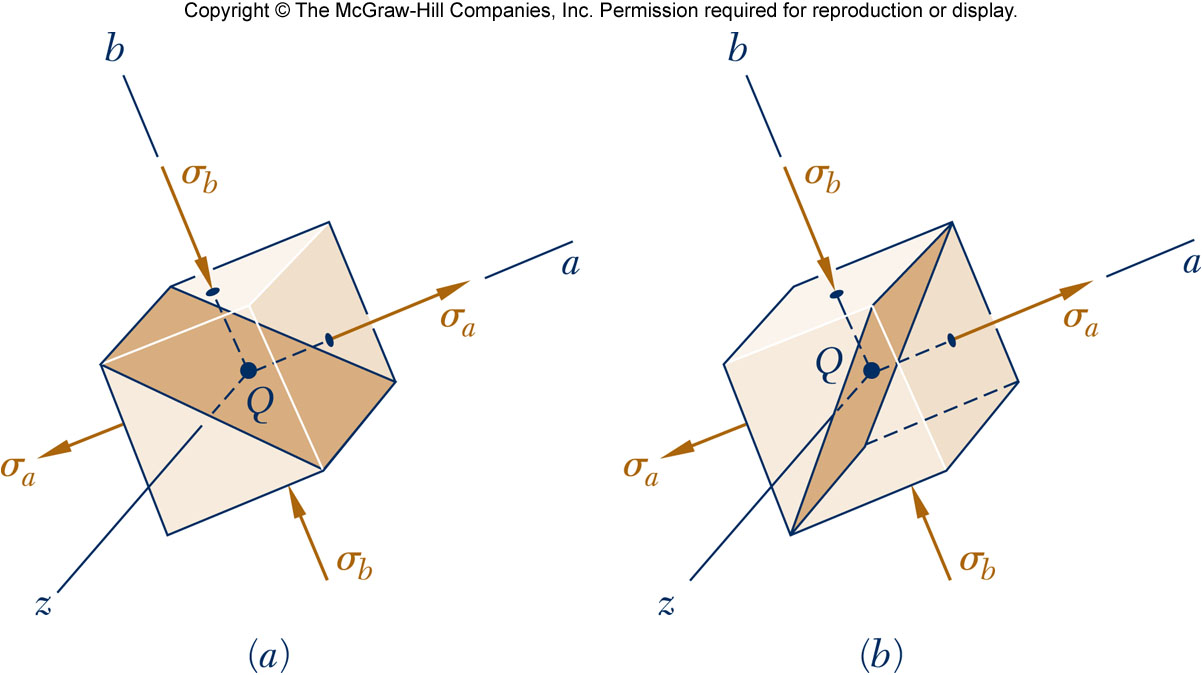 Copyright © The McGraw-Hill Companies, Inc. Permission required for reproduction or display.
b
σb
a
σa
Q
σa
σb
z
(a)
b
σb
a
σa
Q
σa
σb
z
(b)